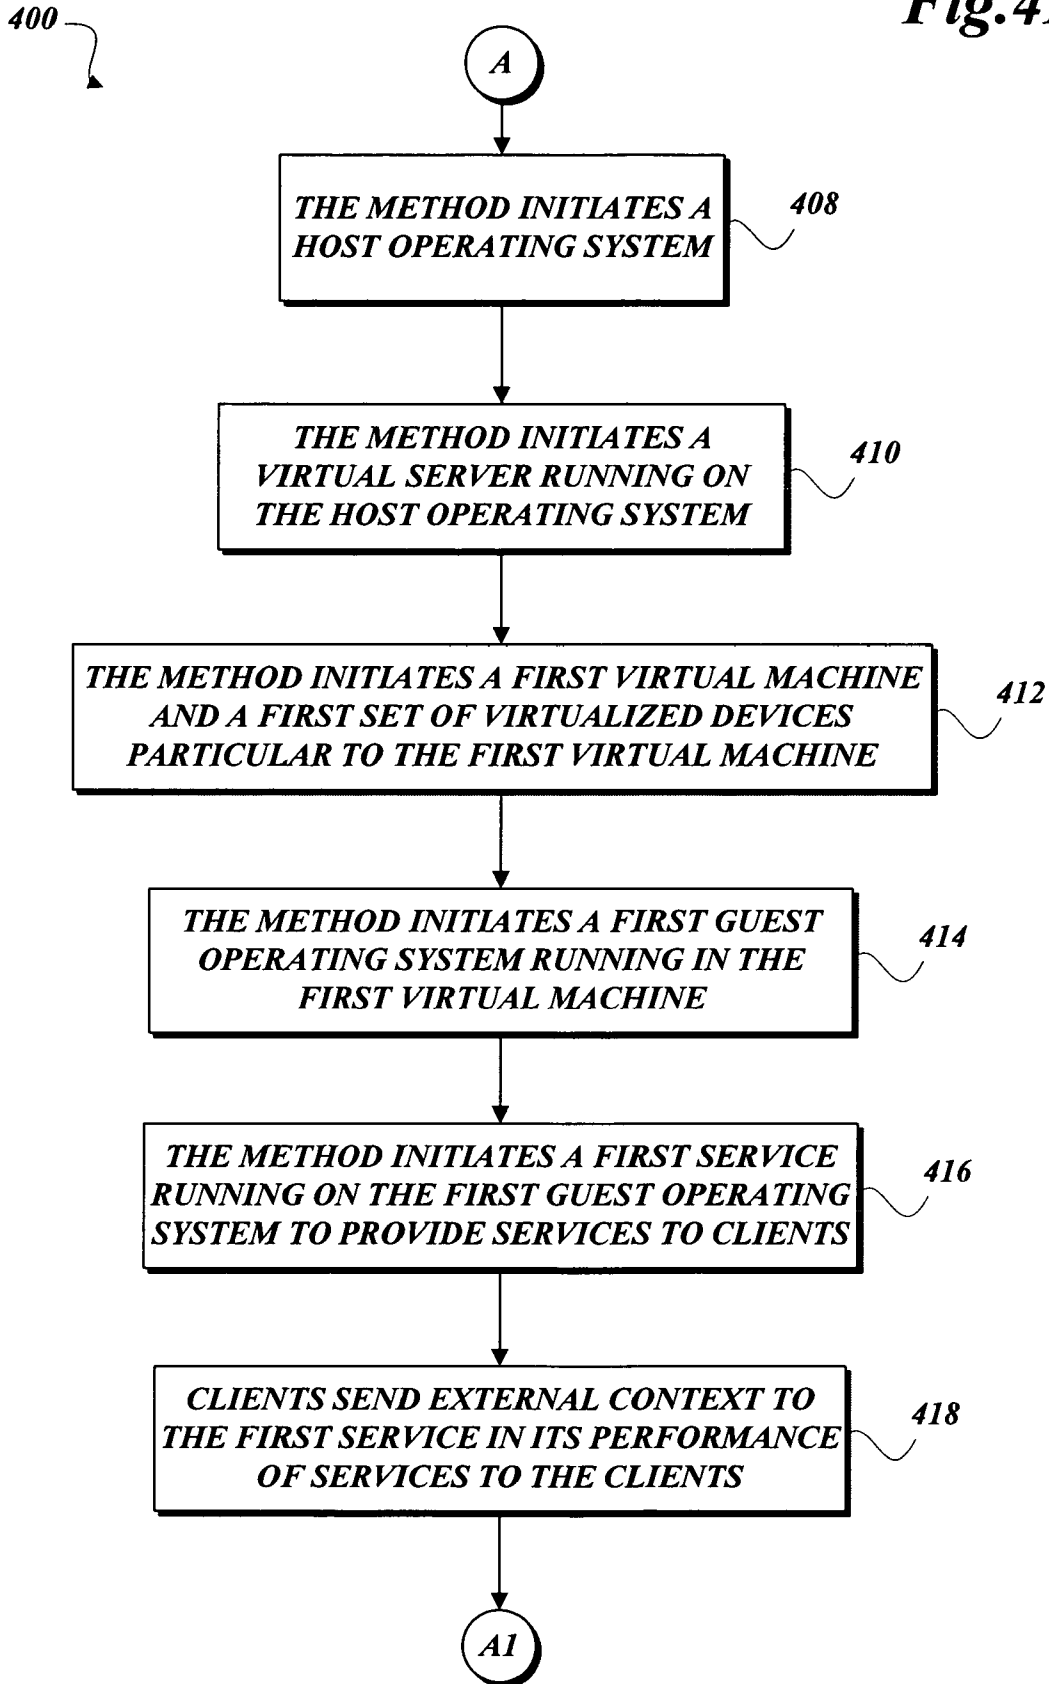 400
Fig.4
A
THE METHOD INITIATES A
HOST OPERATING SYSTEM
408
THE METHOD INITIATES A
VIRTUAL SERVER RUNNING ON
THE HOST OPERATING SYSTEM
410
THE METHOD INITIATES A FIRST VIRTUAL MACHINE
AND A FIRST SET OF VIRTUALIZED DEVICES
PARTICULAR TO THE FIRST VIRTUAL MACHINE
412
THE METHOD INITIATES A FIRST GUEST
OPERATING SYSTEM RUNNING IN THE
FIRST VIRTUAL MACHINE
414
THE METHOD INITIATES A FIRST SERVICE
RUNNING ON THE FIRST GUEST OPERATING
SYSTEM TO PROVIDE SERVICES TO CLIENTS
416
CLIENTS SEND EXTERNAL CONTEXT TO
THE FIRST SERVICE IN ITS PERFORMANCE
OF SERVICES TO THE CLIENTS
418
A1